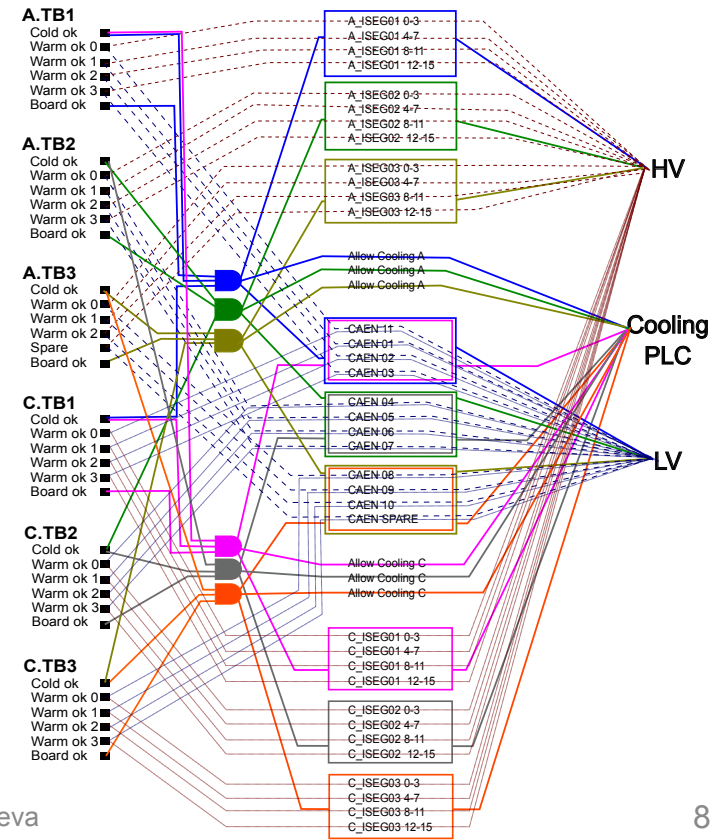 A.TB1
Cold ok
Warm ok 0
Warm ok 1
Warm ok 2
Warm ok 3
Board ok
A.TB2
Cold ok
Warm ok 0
Warm ok 1
Warm ok 2
Warm ok 3
Board ok
A.TB3
Cold ok
Warm ok 0
Warm ok 1
Warm ok 2
Spare
Board ok
C.TB1
Cold ok
Warm ok 0
Warm ok 1
Warm ok 2
Warm ok 3
Board ok
C.TB2
Cold ok
Warm ok 0
Warm ok 1
Warm ok 2
Warm ok 3
Board ok
C.TB3
Cold ok
Warm ok 0
Warm ok 1
Warm ok 2
Warm ok 3
Board ok
A_ISEG01 0-3
A_ISEG01 4-7
A_ISEG01 8-11
A_ISEG01 12-15
A_ISEG02 0-3
A_ISEG02 4-7
A_ISEG02 8-11
A_ISEG02 12-15
A_ISEG03 0-3
A_ISEG03 4-7
A_ISEG03 8-11
A_ISEG03 12-15
Allow Cooling A
Allow Cooling A
Allow Cooling A
CAEN 11
CAEN 01
CAEN 02
CAEN 03
CAEN 04
CAEN 05
CAEN 06
CAEN 07
CAEN 08
CAEN 09
CAEN 10
CAEN SPARE
Allow Cooling C
Allow Cooling C
Allow Cooling C
C_ISEG01 0-3
C_ISEG01 4-7
C_ISEG01 8-11
C_ISEG01 12-15
C_ISEG02 0-3
C_ISEG02 4-7
C_ISEG02 8-11
C_ISEG02 12-15
C_ISEG03 0-3
C_ISEG03 4-7
C_ISEG03 8-11
C_ISEG03 12-15
HV
Cooling
PLC
LV
eva
8